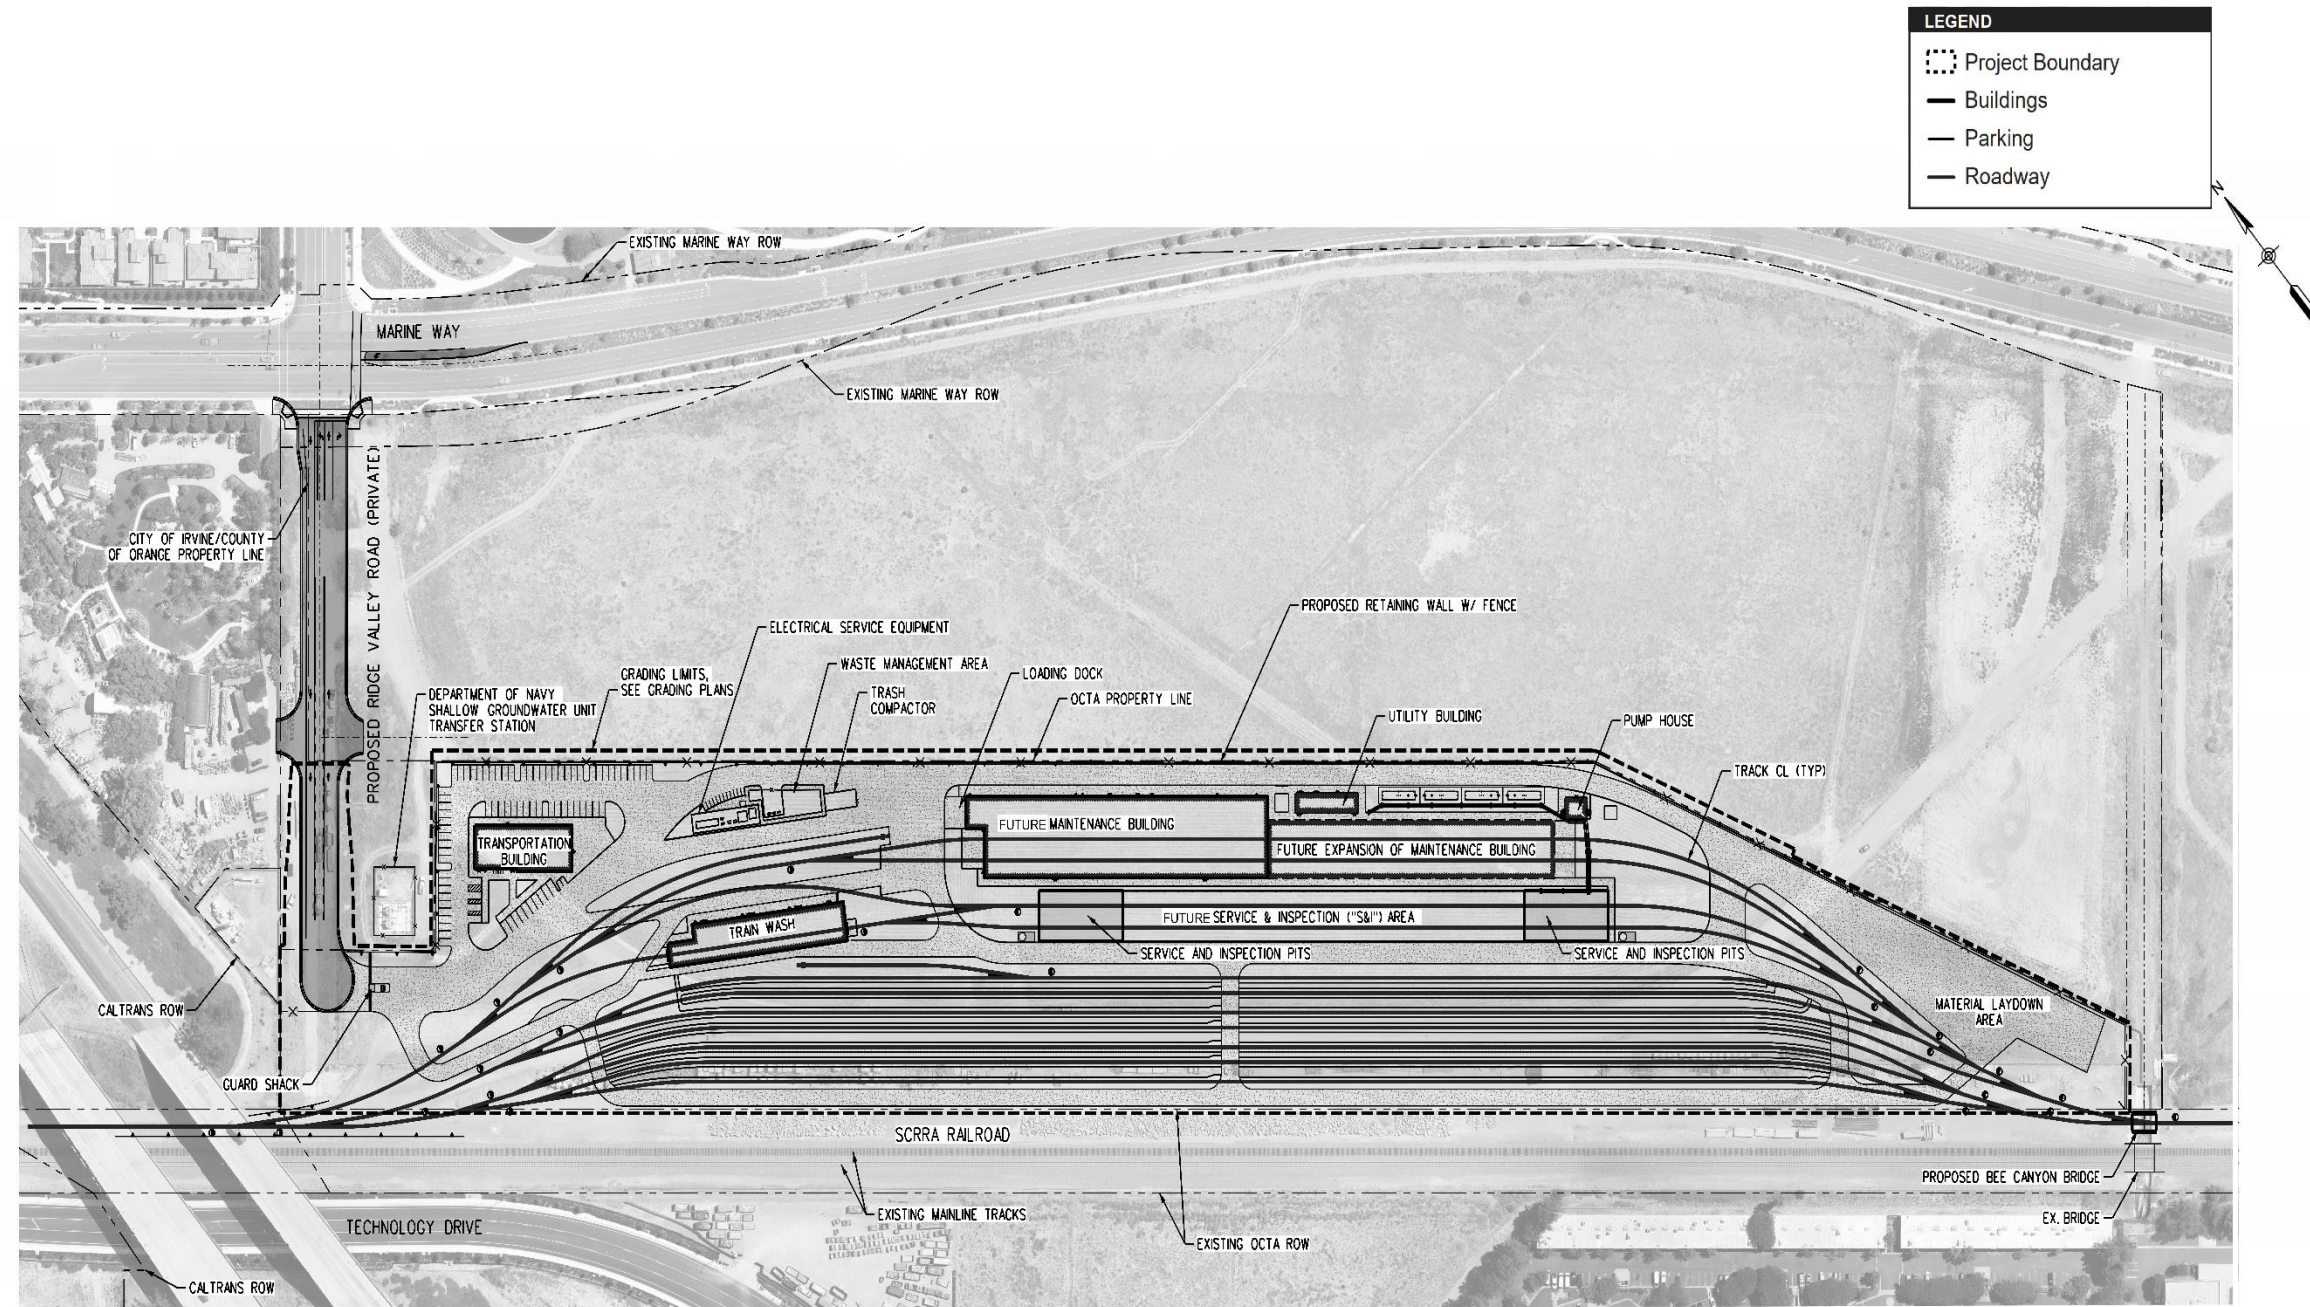 LEGEND
Project Boundary
Buildings
Parking
Roadway
N
EXISTING MARINE WAY ROW
MARINE WAY
EXISTING MARINE WAY ROW
CITY OF IRVINE/COUNTY
OF ORANGE PROPERTY LINE
PROPOSED RIDGE VALLEY ROAD (PRIVATE)
PROPOSED RETAINING WALL W/ FENCE
ELECTRICAL SERVICE EQUIPMENT
WASTE MANAGEMENT AREA
GRADING LIMITS,
SEE GRADING PLANS
LOADING DOCK
TRASH
COMPACTOR
DEPARTMENT OF NAVY
SHALLOW GROUNDWATER UNIT
TRANSFER STATION
OCTA PROPERTY LINE
UTILITY BUILDING
PUMP HOUSE
TRACK CL (TYP)
FUTURE MAINTENANCE BUILDING
TRANSPORTATION
BUILDING
FUTURE EXPANSION OF MAINTENANCE BUILDING
FUTURE SERVICE & INSPECTION ("S&I") AREA
TRAIN WASH
SERVICE AND INSPECTION PITS
SERVICE AND INSPECTION PITS
CALTRANS ROW
MATERIAL LAYDOWN
AREA
GUARD SHACK
SCRRA RAILROAD
PROPOSED BEE CANYON BRIDGE
EXISTING MAINLINE TRACKS
EX. BRIDGE
TECHNOLOGY DRIVE
EXISTING OCTA ROW
CALTRANS ROW